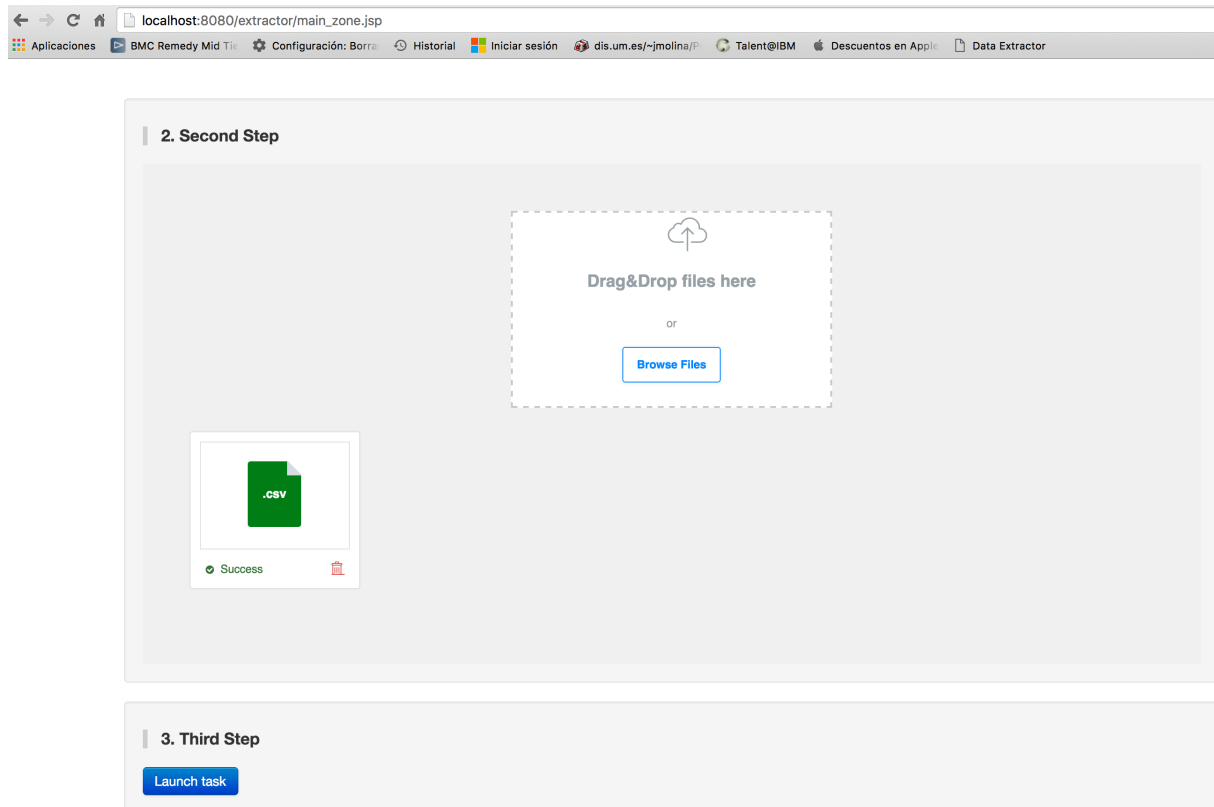 localhost:8080/extractor/main_zone.jsp
Aplicaciones BMC Remedy Mid Tie Configuración: Borra Historial Iniciar sesión dis.um.es/~jmolina/P Talent@IBM Descuentos en Apple Data Extractor
2. Second Step
Drag&Drop files here
or
Browse Files
.csv
Success
3. Third Step
Launch task